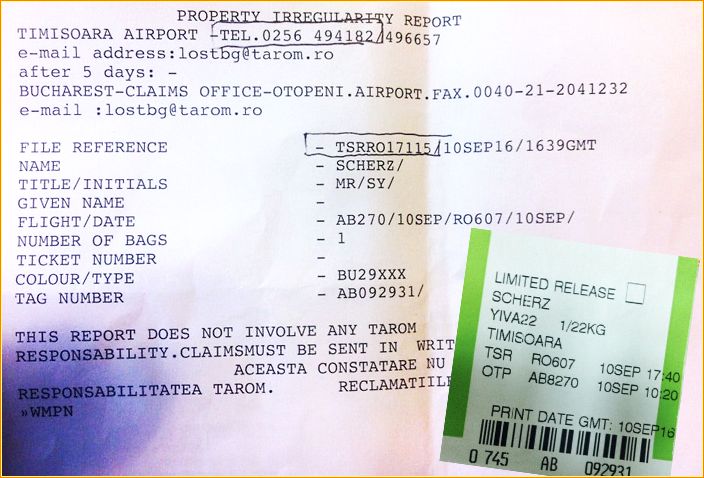 PROPERTY IRREGULARITY REPORT
TIMISOARA AIRPORT -TEL.0256 494182/496657
e-mail address:lostbg@tarom.ro
after 5 days: -
BUCHAREST-CLAIMS OFFICE-OTOPENI.AIRPORT.FAX.0040-21-2041232
e-mail :lostbg@tarom.ro
FILE REFERENCE - TSRRO17115/10SEP16/1639GMT
NAME - SCHERZ/
TITLE/INITIALS - MR/SY/
GIVEN NAME -
FLIGHT/DATE - AB270/10SEP/RO607/10SEP/
NUMBER OF BAGS - 1
TICKET NUMBER -
COLOUR/TYPE - BU29XXX
TAG NUMBER - AB092931/
THIS REPORT DOES NOT INVOLVE ANY TAROM
RESPONSABILITY.CLAIMSMUST BE SENT IN WRIT
ACEASTA CONSTATARE NU
RESPONSABILITATEA TAROM. RECLAMATIILE
»WMPN
LIMITED RELEASE
SCHERZ
YIVA22 1/22KG
TIMISOARA
TSR RO607 10SEP 17:40
OTP AB8270 10SEP 10:20
PRINT DATE GMT: 10SEP16
0 745 AB 092931